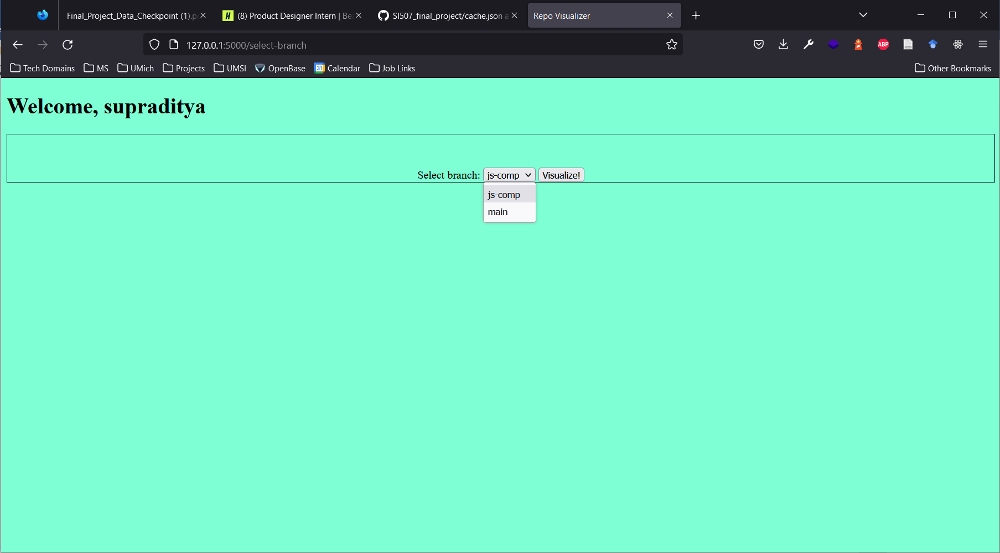 Final_Project_Data_Checkpoint (1).p
(8) Product Designer Intern | Be
SI507_final_project/cache.json a
Repo Visualizer
127.0.0.1:5000/select-branch
ABP
Tech Domains
MS
UMich
Projects
UMSI
OpenBase
31
Calendar
Job Links
Other Bookmarks
Welcome, supraditya
Select branch: js-comp Visualize!
js-comp
main